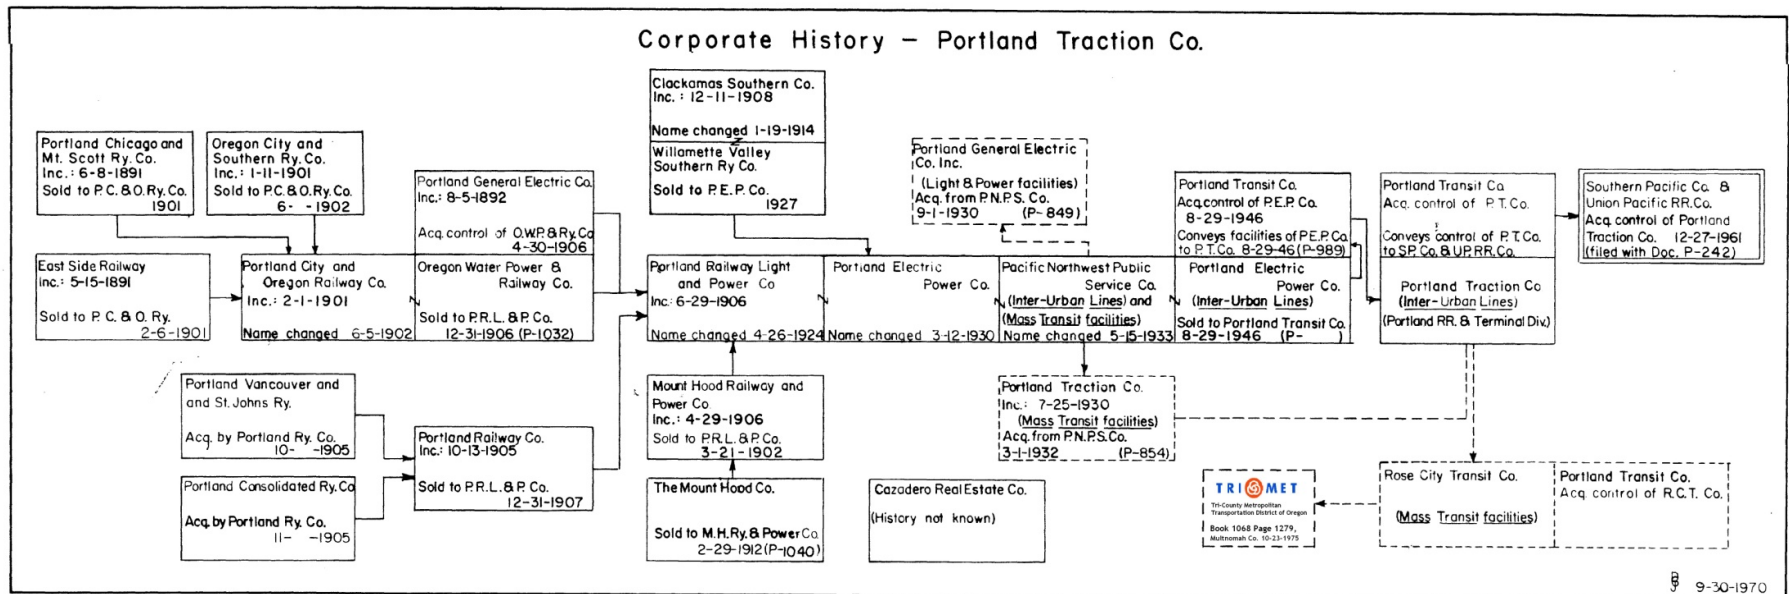 Corporate History – Portland Traction Co.
Clackamas Southern Co.
Inc. : 12-11-1908
Name changed 1-19-1914
Willamette Valley
Southern Ry Co.
Sold to P.E.P. Co.
1927
Portland Chicago and
Mt. Scott Ry. Co.
Inc.: 6-8-1891
Sold to P.C. & O. Ry. Co.
1901
Oregon City and
Southern Ry. Co.
Inc.: 1-11-1901
Sold to P.C. & O. Ry. Co.
6- -1902
Portland General Electric Co.
Inc.: 8-5-1892
Acq. control of O.W.P. & Ry. Co
4-30-1906
Portland General Electric
Co. Inc.
(Light & Power facilities)
Acq. from P.N.P.S. Co.
9-1-1930 (P-849)
Portland Transit Co.
Acq. control of P.E.P. Co.
8-29-1946
Conveys facilities of P.E.P. Co
to P.T. Co. 8-29-46 (P-989)
Portland Transit Co
Acq. control of P.T. Co.
Conveys control of P.T. Co.
to S.P. Co. & U.P. RR. Co.
Southern Pacific Co. &
Union Pacific RR. Co.
Acq. control of Portland
Traction Co. 12-27-1961
(filed with Doc. P-242)
East Side Railway
Inc.: 5-15-1891
Sold to P. C. & O. Ry.
2-6-1901
Portland City and
Oregon Railway Co.
Inc.: 2-1-1901
Name changed 6-5-1902
Oregon Water Power &
Railway Co.
Sold to P.R.L. & P. Co.
12-31-1906 (P-1032)
Portland Railway Light
and Power Co
Inc.: 6-29-1906
Name changed 4-26-1924
Portland Electric
Power Co.
Name changed 3-12-1930
Pacific Northwest Public
Service Co.
(Inter-Urban Lines) and
(Mass Transit facilities)
Name changed 5-15-1933
Portland Electric
Power Co.
(Inter-Urban Lines)
Sold to Portland Transit Co.
8-29-1946 (P- )
Portland Traction Co
(Inter-Urban Lines)
(Portland RR. & Terminal Div.)
Portland Vancouver and
and St. Johns Ry.
Acq. by Portland Ry. Co.
10- -1905
Portland Consolidated Ry. Co
Acq. by Portland Ry. Co.
11- -1905
Portland Railway Co.
Inc.: 10-13-1905
Sold to P.R.L. & P. Co.
12-31-1907
Mount Hood Railway and
Power Co
Inc.: 4-29-1906
Sold to P.R.L. & P. Co.
3-21-1902
The Mount Hood Co.
Sold to M.H. Ry. & Power Co
2-29-1912 (P-1040)
Cazadero Real Estate Co.
(History not known)
Portland Traction Co.
Inc.: 7-25-1930
(Mass Transit facilities)
Acq. from P.N.P.S. Co.
3-1-1932 (P-854)
TRI MET
Tri-County Metropolitan
Transportation District of Oregon
Book 1068 Page 1279,
Multnomah Co. 10-23-1975
Rose City Transit Co.
(Mass Transit facilities)
Portland Transit Co.
Acq. control of R.C.T. Co.
9-30-1970